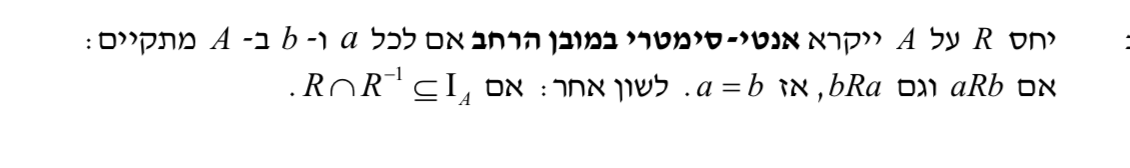 יחס R על A ייקרא אנטי-סימטרי במובן הרחב אם לכל a ו- b ב- A מתקיים:
אם aRb וגם bRa, אז a = b. לשון אחר: אם R ∩ R⁻¹ ⊆ I_A.